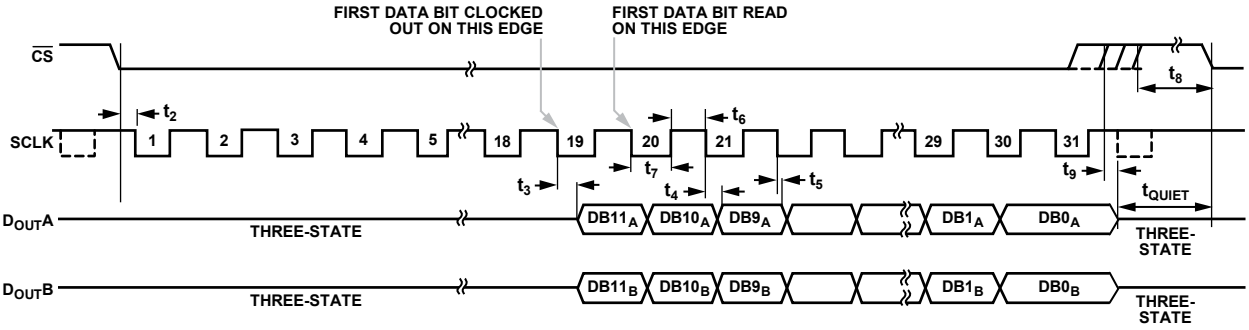 FIRST DATA BIT CLOCKED
OUT ON THIS EDGE
FIRST DATA BIT READ
ON THIS EDGE
CS
t8
t2
t6
SCLK
1
2
3
4
5
18
19
20
21
29
30
31
t3
t7
t4
t5
t9
tQUIET
DOUTA
THREE-STATE
DB11A
DB10A
DB9A
DB1A
DB0A
THREE-
STATE
DOUTB
THREE-STATE
DB11B
DB10B
DB9B
DB1B
DB0B
THREE-
STATE